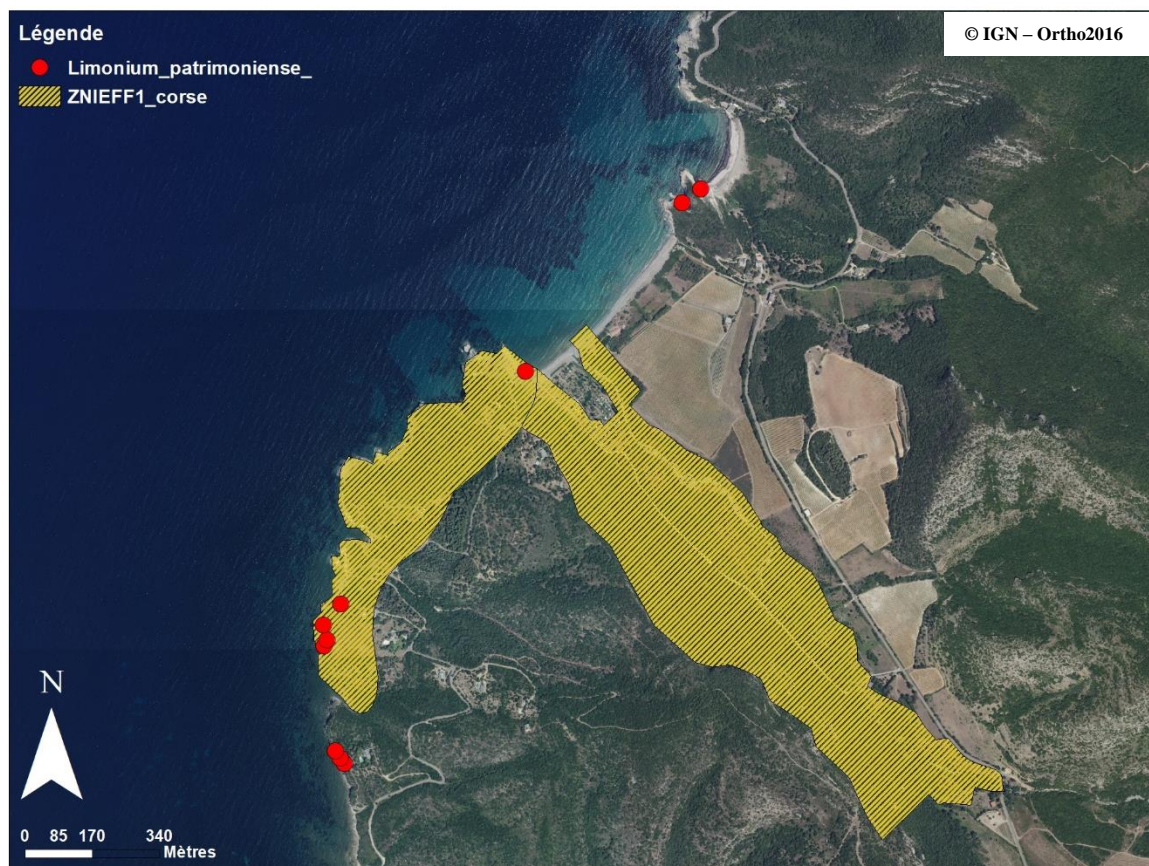 Légende
Limonium_patrimoniense_
ZNIEFF1_corse
© IGN – Ortho2016
N
0 85 170 340
Mètres